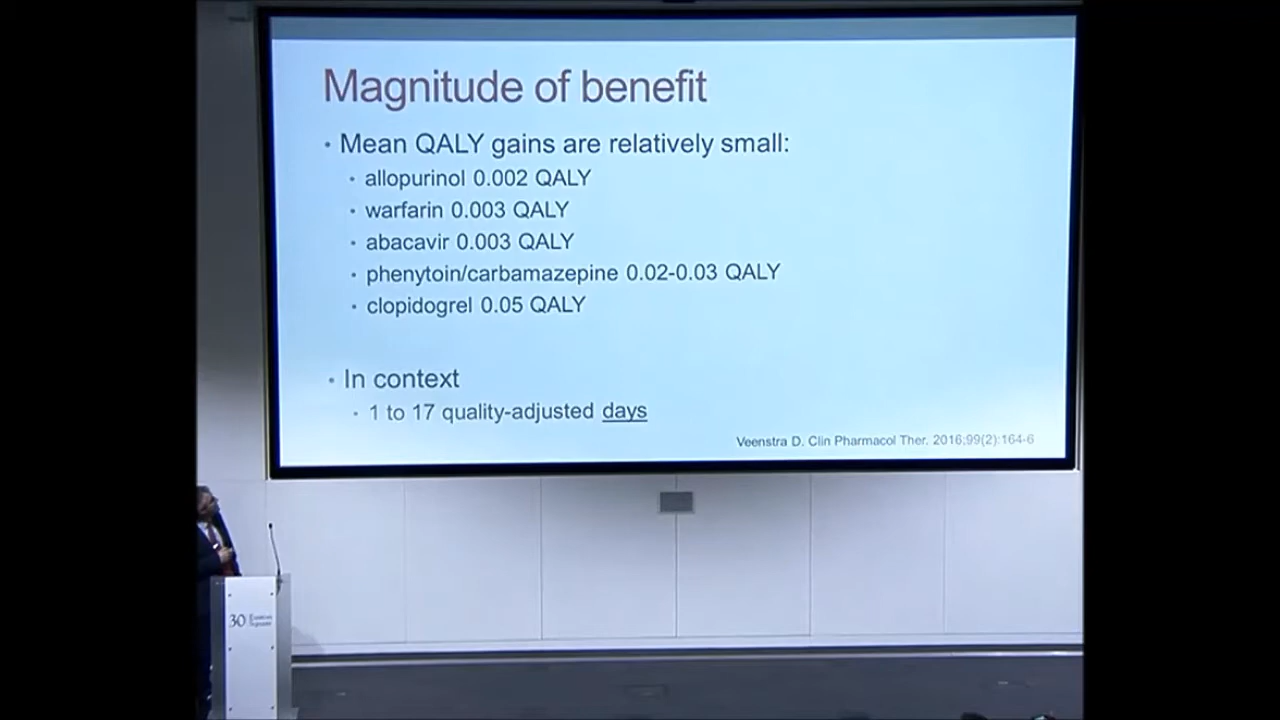 Magnitude of benefit
• Mean QALY gains are relatively small:
• allopurinol 0.002 QALY
• warfarin 0.003 QALY
• abacavir 0.003 QALY
• phenytoin/carbamazepine 0.02-0.03 QALY
• clopidogrel 0.05 QALY
• In context
• 1 to 17 quality-adjusted days
Veenstra D. Clin Pharmacol Ther. 2016;99(2):164-6
30